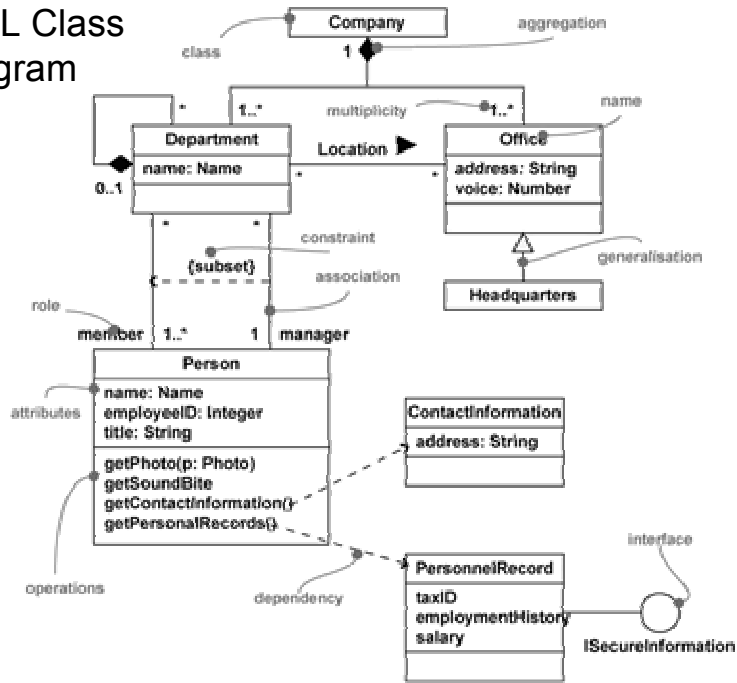 L Class
gram
Company
aggregation
class
1
*
1..*
multiplicity
1..*
name
Department
name: Name
Location
Office
address: String
voice: Number
0..1
*
*
*
*
constraint
{subset}
generalisation
association
Headquarters
role
member 1..*
1 manager
Person
attributes
name: Name
employeeID: Integer
title: String
ContactInformation
address: String
getPhoto(p: Photo)
getSoundBite
getContactInformation()
getPersonalRecords()
operations
dependency
interface
PersonnelRecord
taxID
employmentHistory
salary
ISecureInformation